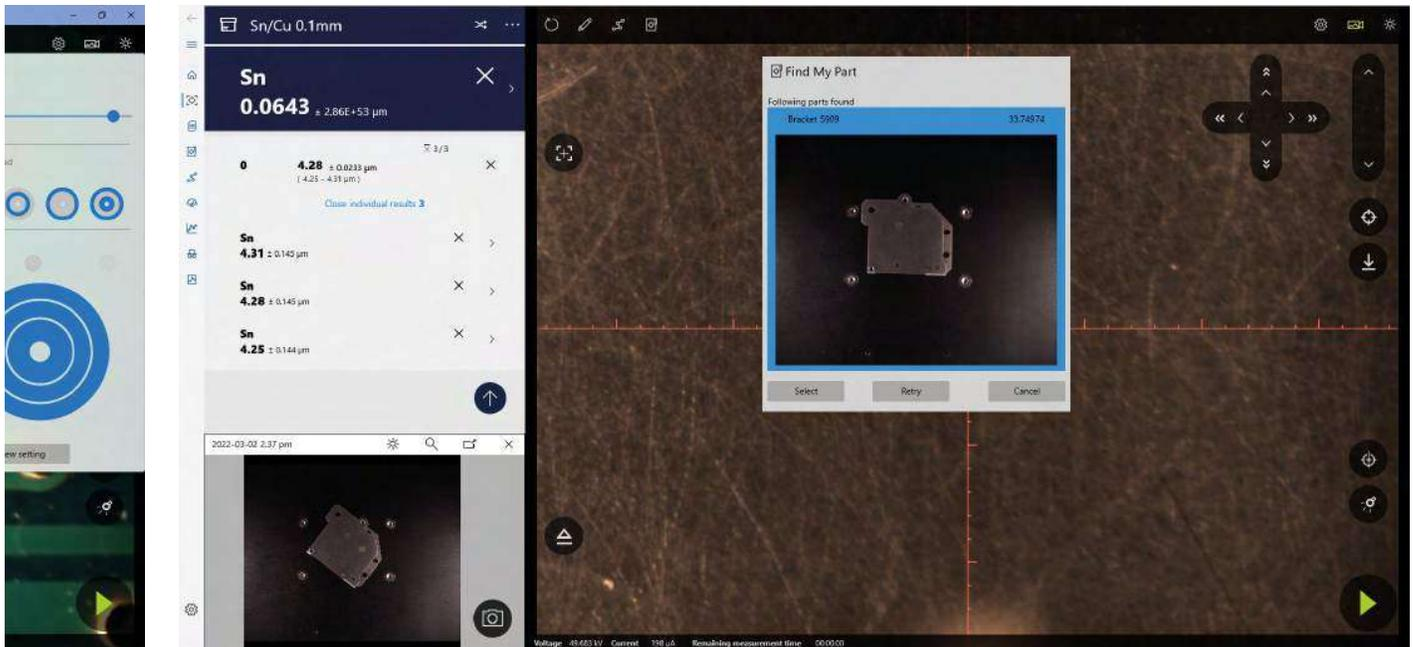 ew setting
Sn/Cu 0.1mm
Sn
0.0643 ± 2.86E+53 µm
3/3
0 4.28 ± 0.0233 µm
( 4.25 – 4.31 µm )
Close individual results 3
Sn
4.31 ± 0.145 µm
Sn
4.28 ± 0.145 µm
Sn
4.25 ± 0.144 µm
2022-03-02 2.37 pm
Find My Part
Following parts found
Bracket 5909 33.74974
Select Retry Cancel
Voltage 49.683 kV Current 198 µA Remaining measurement time 00:00:00